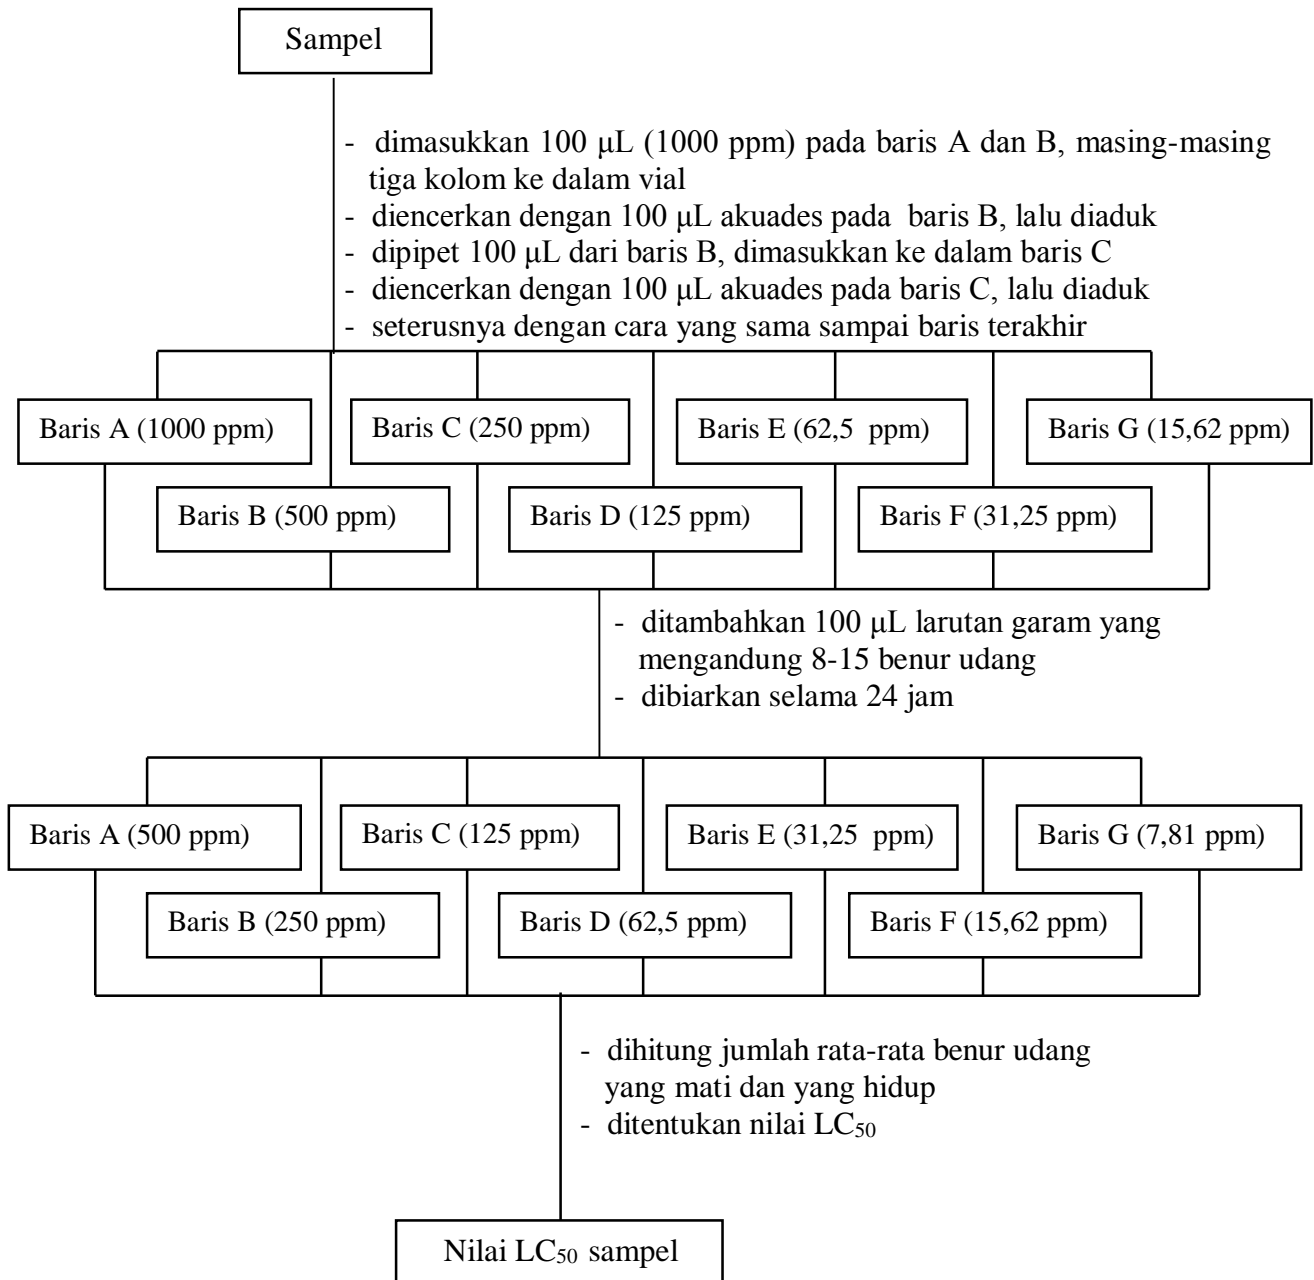 Sampel
- dimasukkan 100 μL (1000 ppm) pada baris A dan B, masing-masing
tiga kolom ke dalam vial
- diencerkan dengan 100 μL akuades pada baris B, lalu diaduk
- dipipet 100 μL dari baris B, dimasukkan ke dalam baris C
- diencerkan dengan 100 μL akuades pada baris C, lalu diaduk
- seterusnya dengan cara yang sama sampai baris terakhir
Baris A (1000 ppm)
Baris C (250 ppm)
Baris E (62,5 ppm)
Baris G (15,62 ppm)
Baris B (500 ppm)
Baris D (125 ppm)
Baris F (31,25 ppm)
- ditambahkan 100 μL larutan garam yang
mengandung 8-15 benur udang
- dibiarkan selama 24 jam
Baris A (500 ppm)
Baris C (125 ppm)
Baris E (31,25 ppm)
Baris G (7,81 ppm)
Baris B (250 ppm)
Baris D (62,5 ppm)
Baris F (15,62 ppm)
- dihitung jumlah rata-rata benur udang
yang mati dan yang hidup
- ditentukan nilai LC₅₀
Nilai LC₅₀ sampel